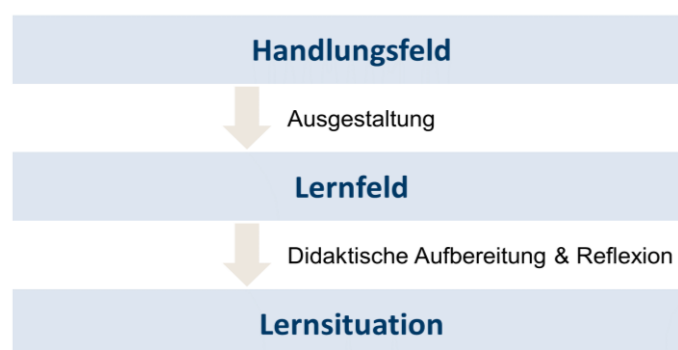 Handlungsfeld
Ausgestaltung
Lernfeld
Didaktische Aufbereitung & Reflexion
Lernsituation